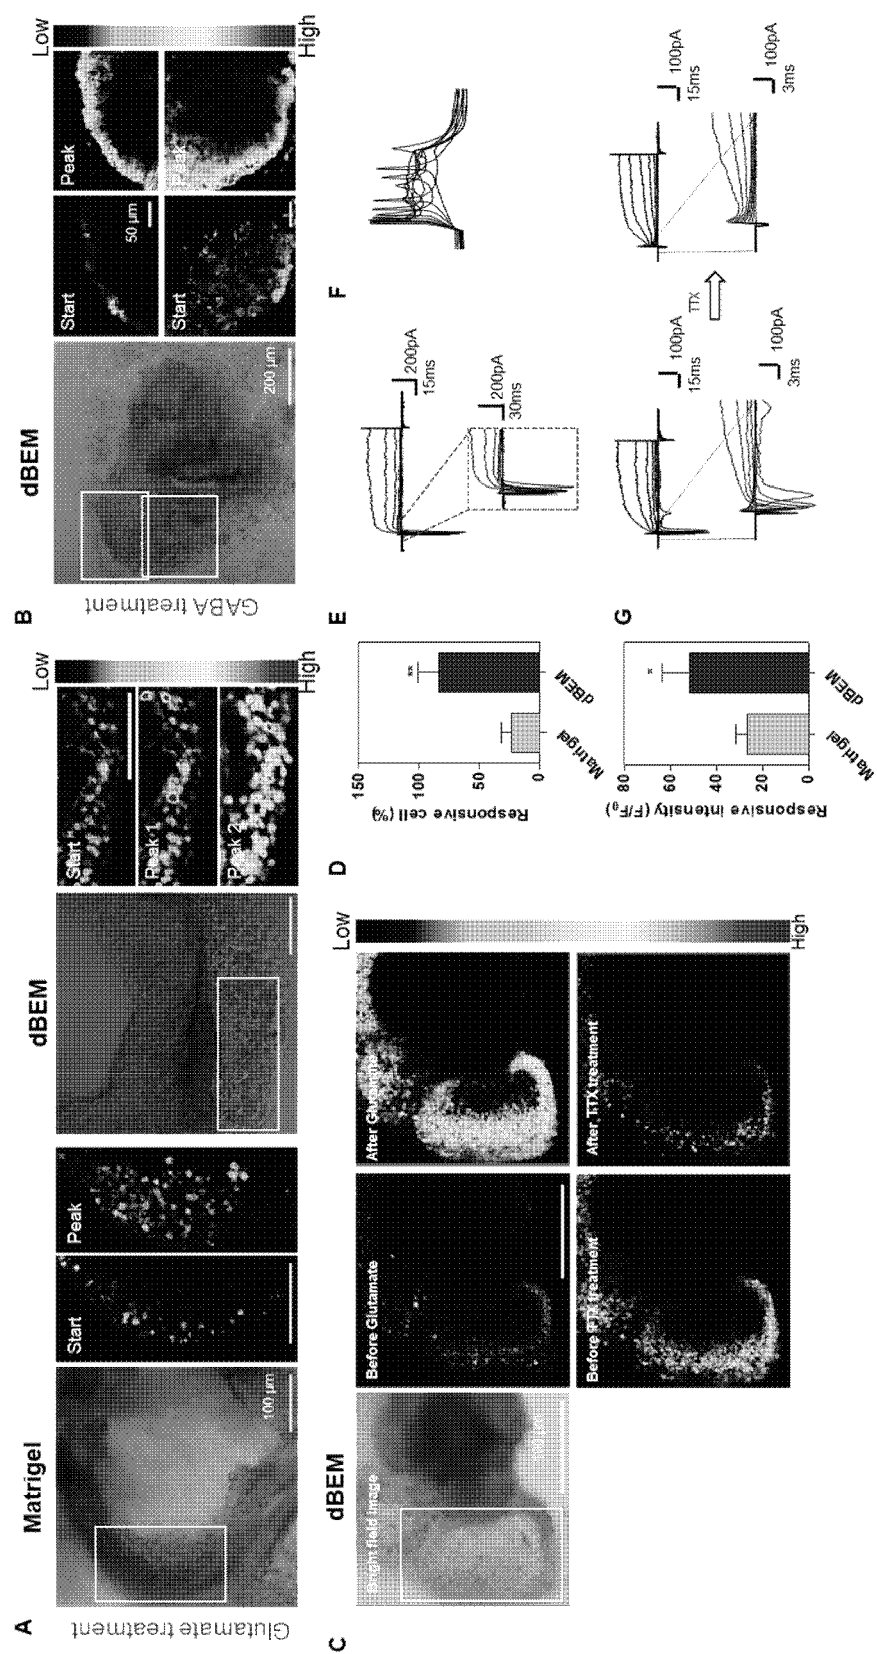 A
Matrigel
dBEM
Glutamate treatment
100 µm
Start
Peak
Start
Peak 1
Peak 2
Low
High
B
dBEM
GABA treatment
200 µm
Start
50 µm
Peak
Start
Peak
Low
High
C
dBEM
Bright field image
Before Glutamate
After Glutamate
Before TTX treatment
After TTX treatment
Low
High
D
Responsive cell (%)
150
100
50
0
**
Matrigel
dBEM
Responsive intensity (F/F0)
80
60
40
20
0
*
Matrigel
dBEM
E
200pA
15ms
200pA
30ms
F
G
100pA
15ms
100pA
3ms
TTX
100pA
15ms
100pA
3ms